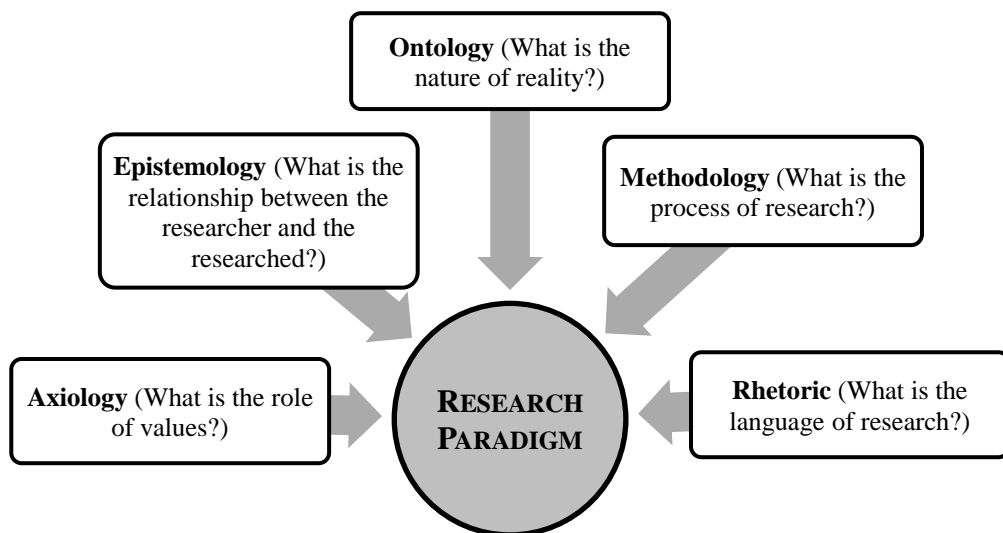 Ontology (What is the
nature of reality?)
Epistemology (What is the
relationship between the
researcher and the
researched?)
Methodology (What is the
process of research?)
Axiology (What is the role
of values?)
RESEARCH
PARADIGM
Rhetoric (What is the
language of research?)